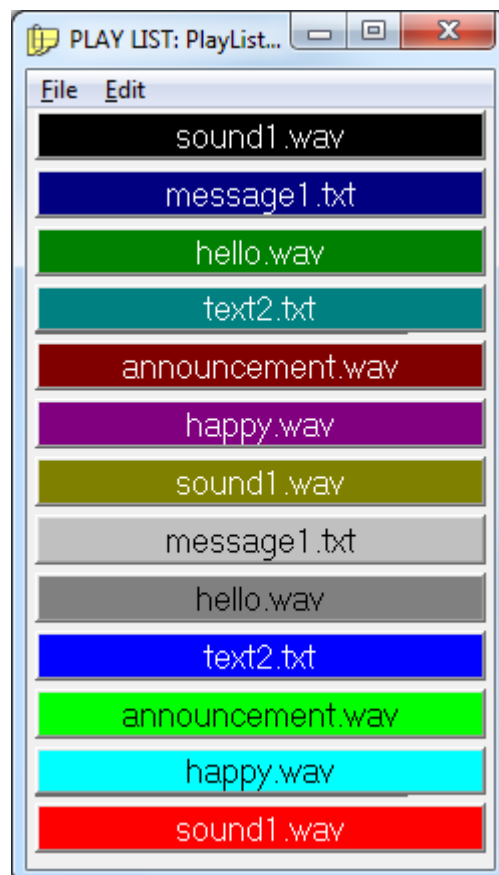 PLAY LIST: PlayList...
File Edit
sound1.wav
message1.txt
hello.wav
text2.txt
announcement.wav
happy.wav
sound1.wav
message1.txt
hello.wav
text2.txt
announcement.wav
happy.wav
sound1.wav